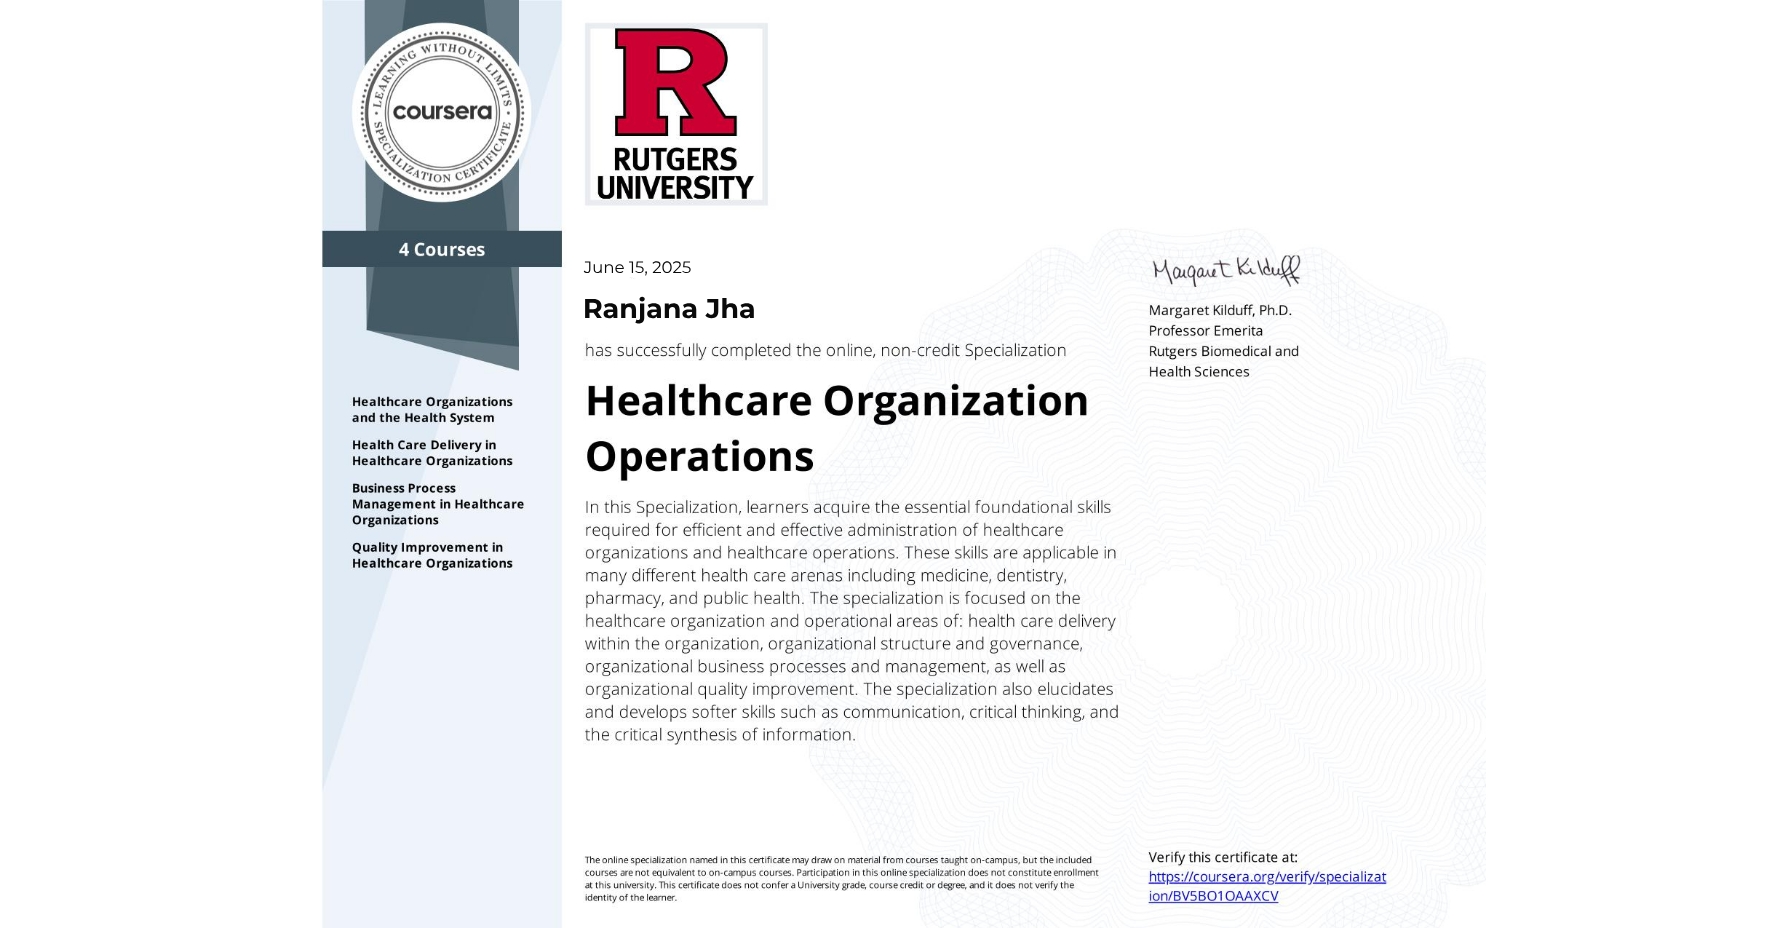 LEARNING WITHOUT LIMITS
coursera
SPECIALIZATION CERTIFICATE
4 Courses
Healthcare Organizations
and the Health System
Health Care Delivery in
Healthcare Organizations
Business Process
Management in Healthcare
Organizations
Quality Improvement in
Healthcare Organizations
R
RUTGERS
UNIVERSITY
June 15, 2025
Ranjana Jha
has successfully completed the online, non-credit Specialization
Healthcare Organization
Operations
In this Specialization, learners acquire the essential foundational skills
required for efficient and effective administration of healthcare
organizations and healthcare operations. These skills are applicable in
many different health care arenas including medicine, dentistry,
pharmacy, and public health. The specialization is focused on the
healthcare organization and operational areas of: health care delivery
within the organization, organizational structure and governance,
organizational business processes and management, as well as
organizational quality improvement. The specialization also elucidates
and develops softer skills such as communication, critical thinking, and
the critical synthesis of information.
Margaret Kilduff
Margaret Kilduff, Ph.D.
Professor Emerita
Rutgers Biomedical and
Health Sciences
The online specialization named in this certificate may draw on material from courses taught on-campus, but the included
courses are not equivalent to on-campus courses. Participation in this online specialization does not constitute enrollment
at this university. This certificate does not confer a University grade, course credit or degree, and it does not verify the
identity of the learner.
Verify this certificate at:
https://coursera.org/verify/specializat
ion/BV5BO1OAAXCV